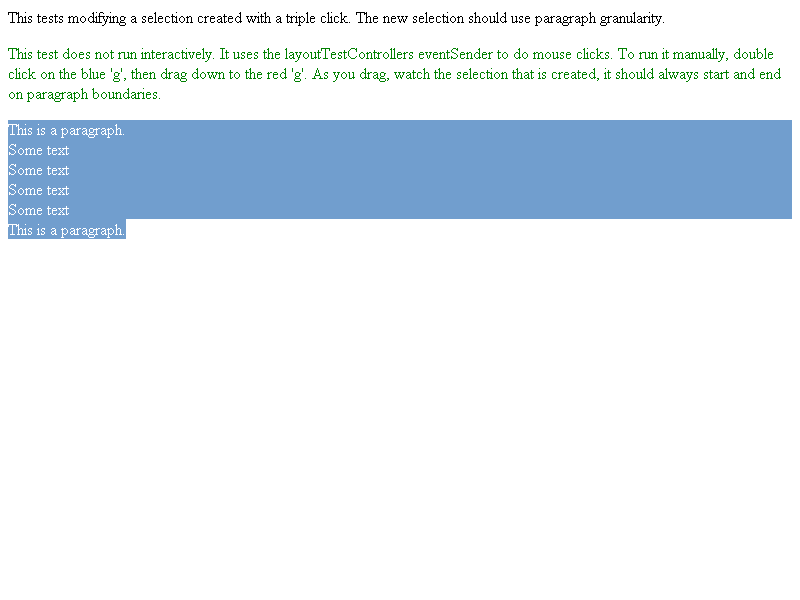 This tests modifying a selection created with a triple click. The new selection should use paragraph granularity.
This test does not run interactively. It uses the layoutTestControllers eventSender to do mouse clicks. To run it manually, double
click on the blue 'g', then drag down to the red 'g'. As you drag, watch the selection that is created, it should always start and end
on paragraph boundaries.
This is a paragraph.
Some text
Some text
Some text
Some text
This is a paragraph.